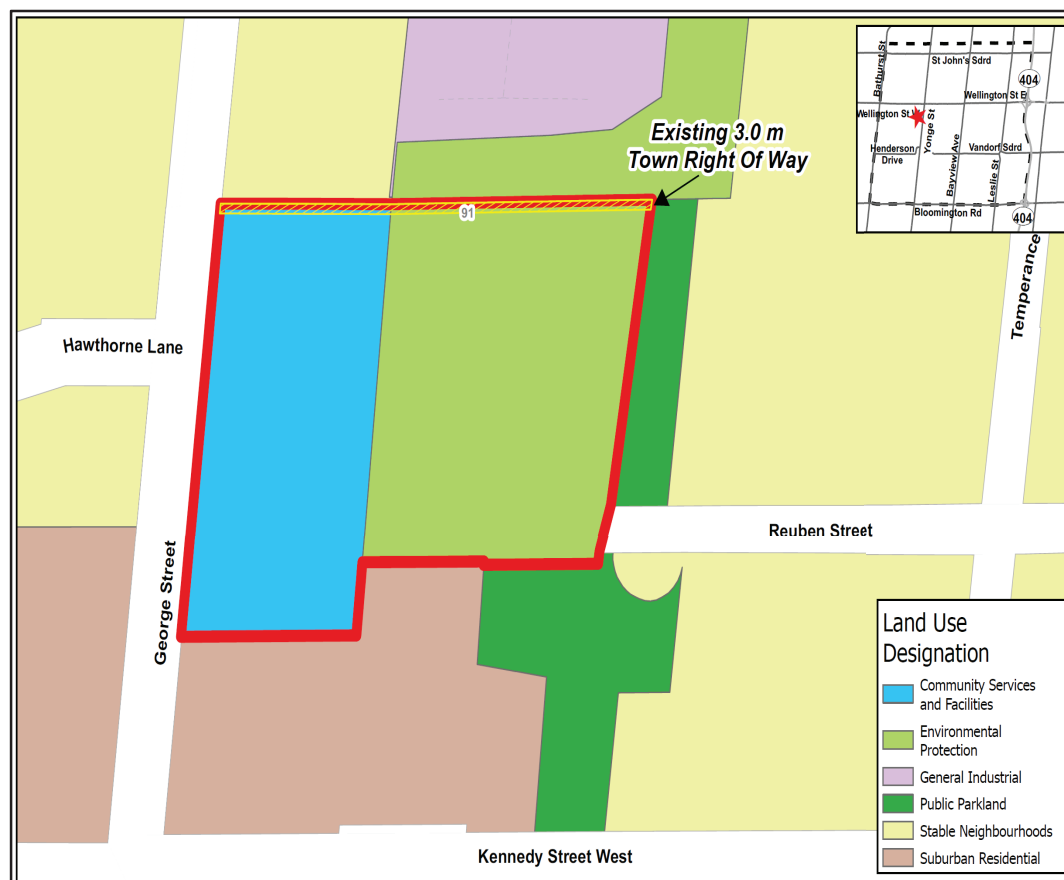 Existing 3.0 m
Town Right Of Way
91
Hawthorne Lane
George Street
Reuben Street
Temperance
Kennedy Street West
Bathurst St
St John's Sdrd
404
Wellington St E
Wellington St W
Yonge St
Henderson
Drive
Bayview Ave
Vandorf Sdrd
Leslie St
Bloomington Rd
404
Land Use
Designation
Community Services
and Facilities
Environmental
Protection
General Industrial
Public Parkland
Stable Neighbourhoods
Suburban Residential